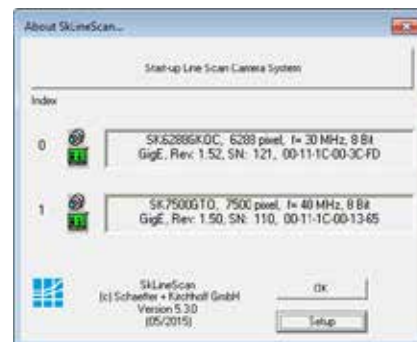 About SkLineScan...
Start-up Line Scan Camera System
Index
0
SK6288GKOC, 6288 pixel, f= 30 MHz, 8 Bit
GigE, Rev: 1.52, SN: 121, 00-11-1C-00-3C-FD
1
SK7500GTO, 7500 pixel, f= 40 MHz, 8 Bit
GigE, Rev: 1.50, SN: 110, 00-11-1C-00-13-65
SkLineScan
(c) Schaefter + Kirchhoff GmbH
Version 5.3.0
(05/2015)
OK
Setup